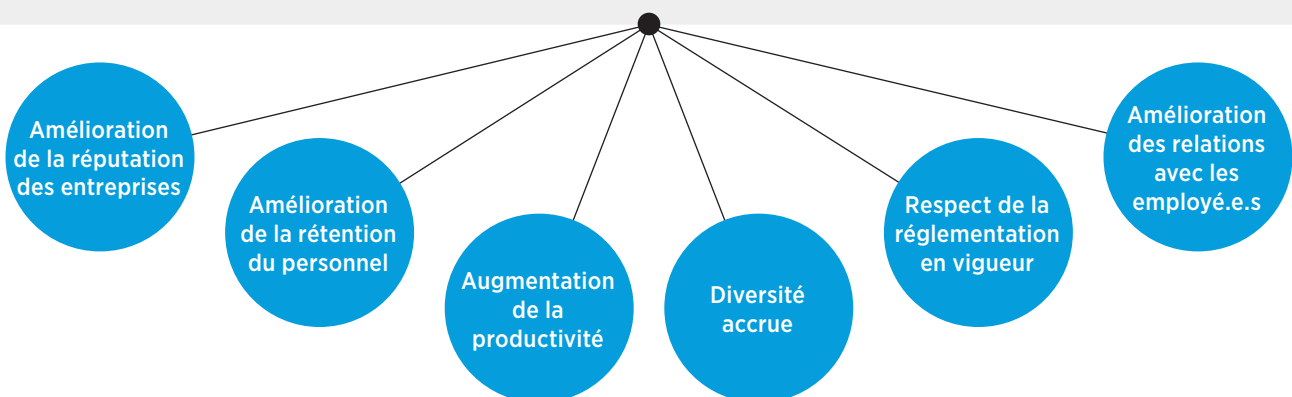 Amélioration
de la réputation
des entreprises
Amélioration
de la rétention
du personnel
Augmentation
de la
productivité
Diversité
accrue
Respect de la
réglementation
en vigueur
Amélioration
des relations
avec les
employé.e.s